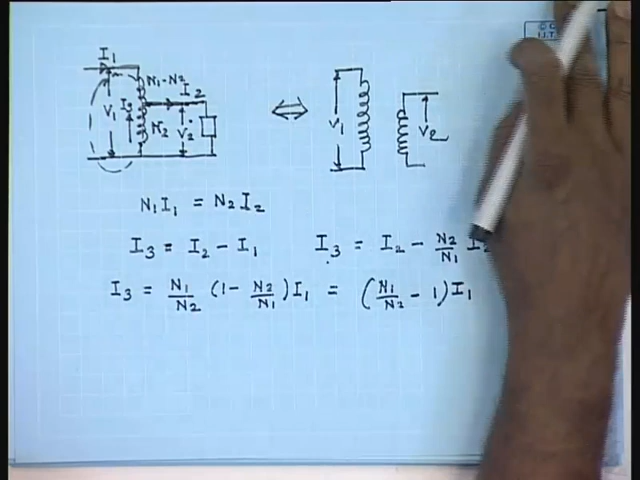 I1
N1-N2
I2
V1
I3
N2
V2
V1
V2
N1I1 = N2I2
I3 = I2 - I1
I3 = I2 - N2/N1 I2
I3 = N1/N2 (1 - N2/N1)I1 = (N1/N2 - 1)I1